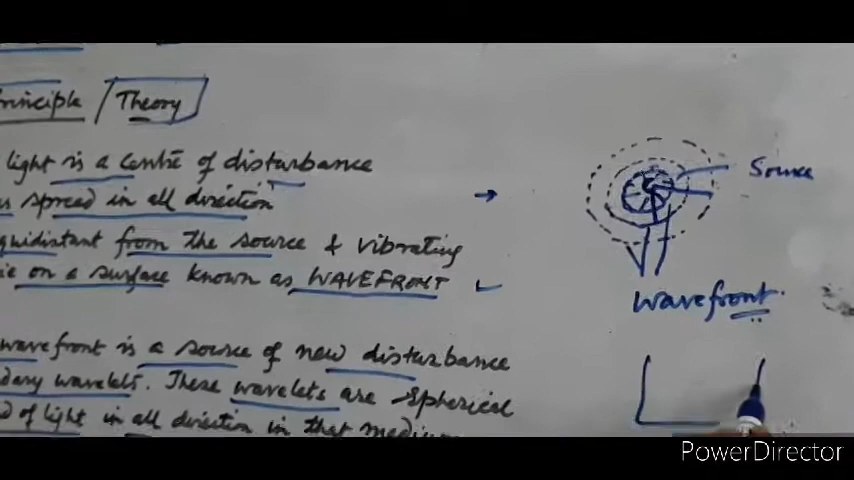 Principle / Theory
light is a centre of disturbance
spread in all direction
equidistant from the source & vibrating
on a surface known as WAVEFRONT
wavefront is a source of new disturbance
wavelets. These wavelets are spherical
of light in all direction in that medium
Source
Wavefront
PowerDirector